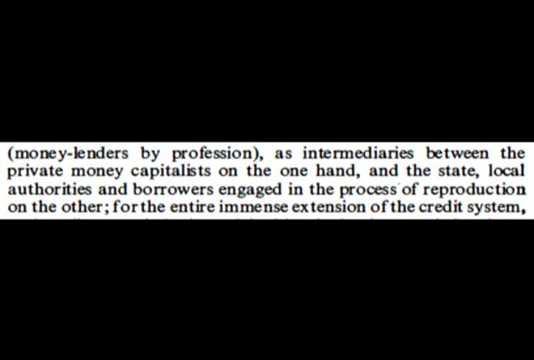 (money-lenders by profession), as intermediaries between the
private money capitalists on the one hand, and the state, local
authorities and borrowers engaged in the process of reproduction
on the other; for the entire immense extension of the credit system,